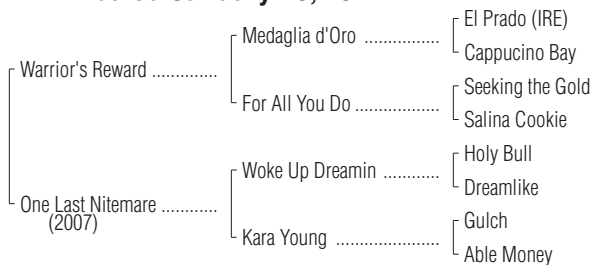 El Prado (IRE)
Medaglia d'Oro ................
Cappucino Bay
Warrior's Reward .............
Seeking the Gold
For All You Do ..................
Salina Cookie
Holy Bull
Woke Up Dreamin ............
Dreamlike
One Last Nitemare ...........
(2007)
Gulch
Kara Young ......................
Able Money